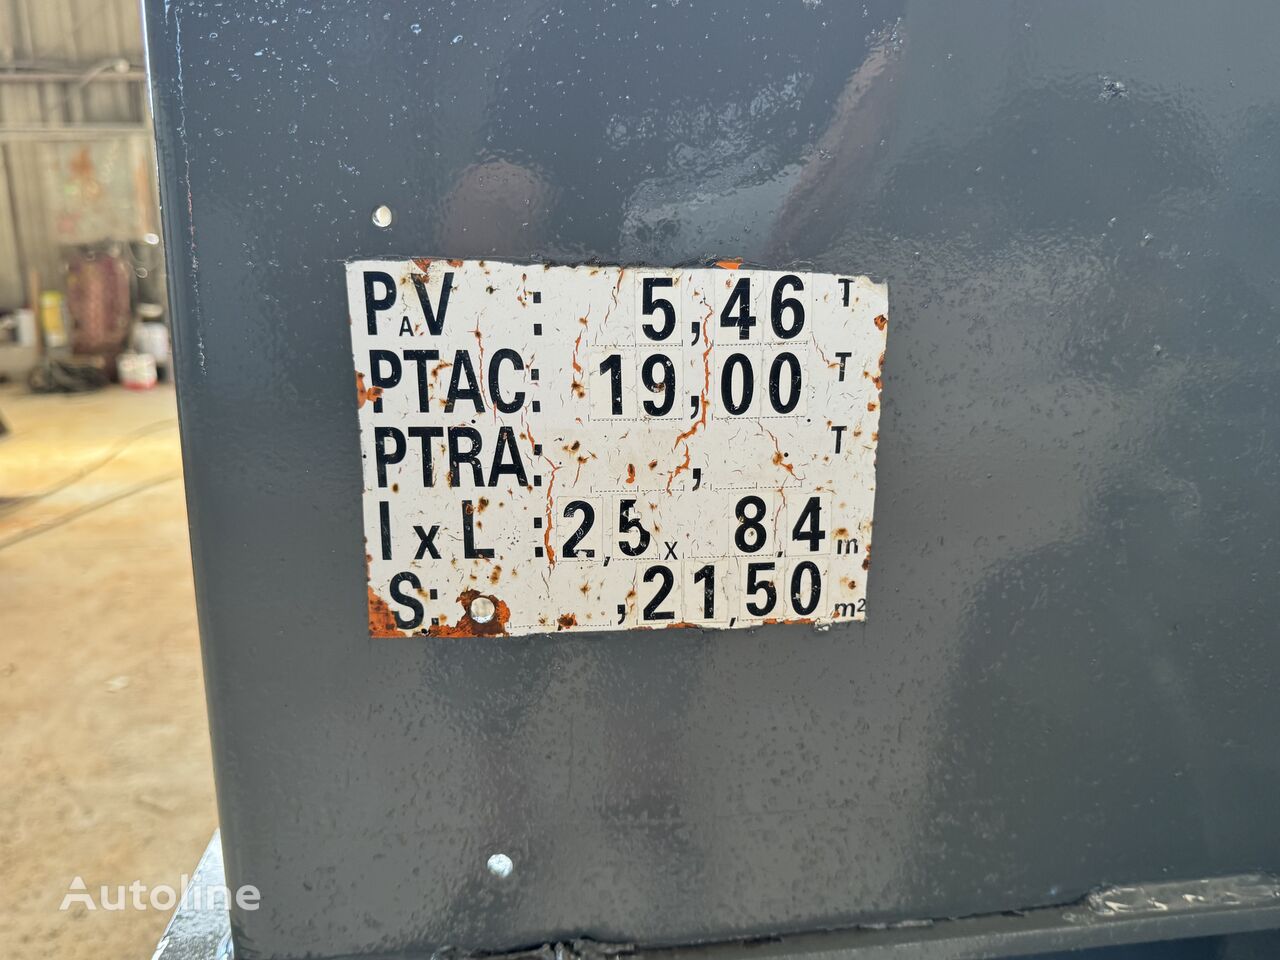 PAV : 5,46 T
PTAC: 19,00 T
PTRA: , T
l x L : 2,5 x 8,4 m
S: ,21,50 m²
Autoline